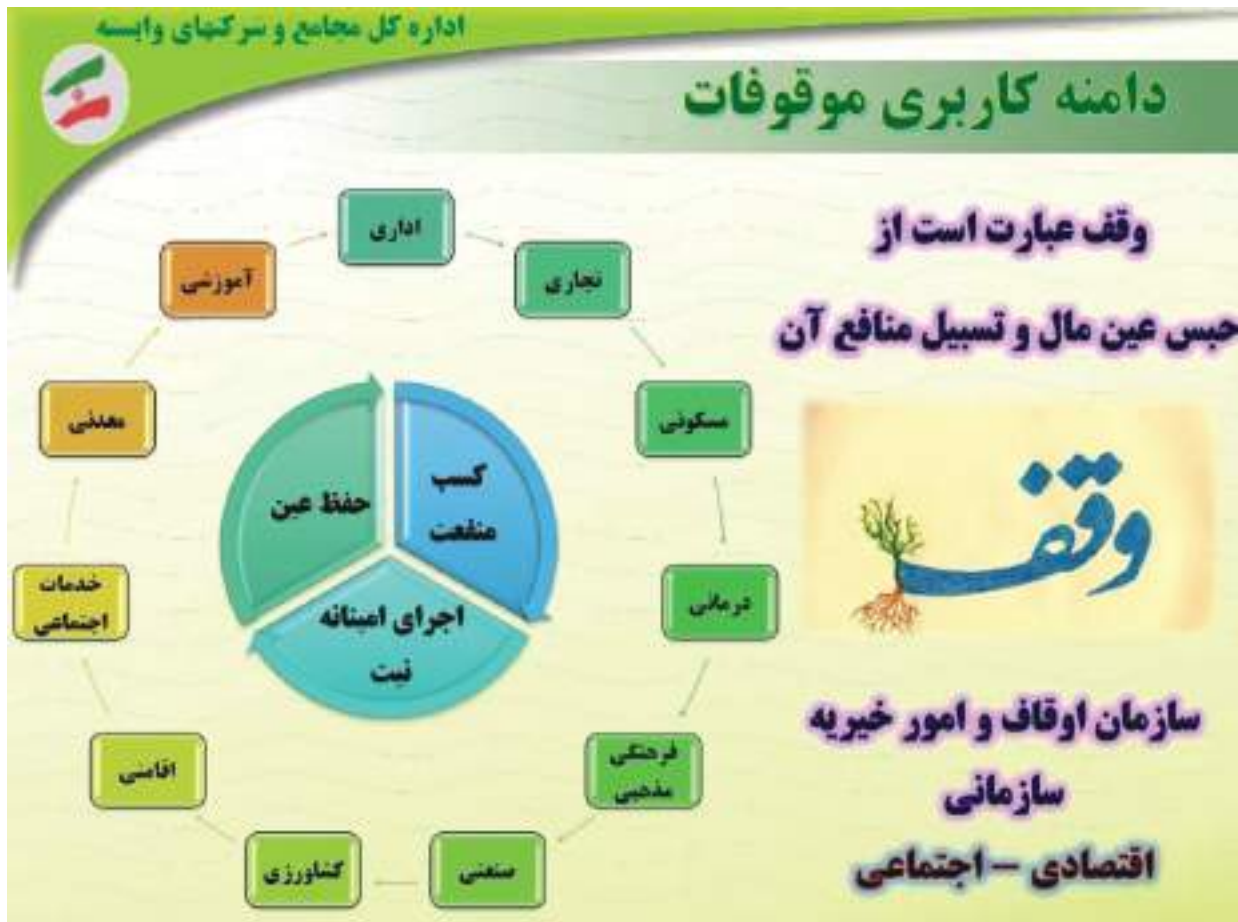 اداره کل مجامع و شرکتهای وابسته
دامنه کاربری موقوفات
وقف عبارت است از
حبس عین مال و تسبیل منافع آن
وقف
سازمان اوقاف و امور خیریه
سازمانی
اقتصادی – اجتماعی
اداری
تجاری
مسکونی
درمانی
فرهنگی
مذهبی
صنعتی
کشاورزی
اقامتی
خدمات
اجتماعی
معدنی
آموزشی
کسب
منفعت
اجرای امینانه
نیت
حفظ عین